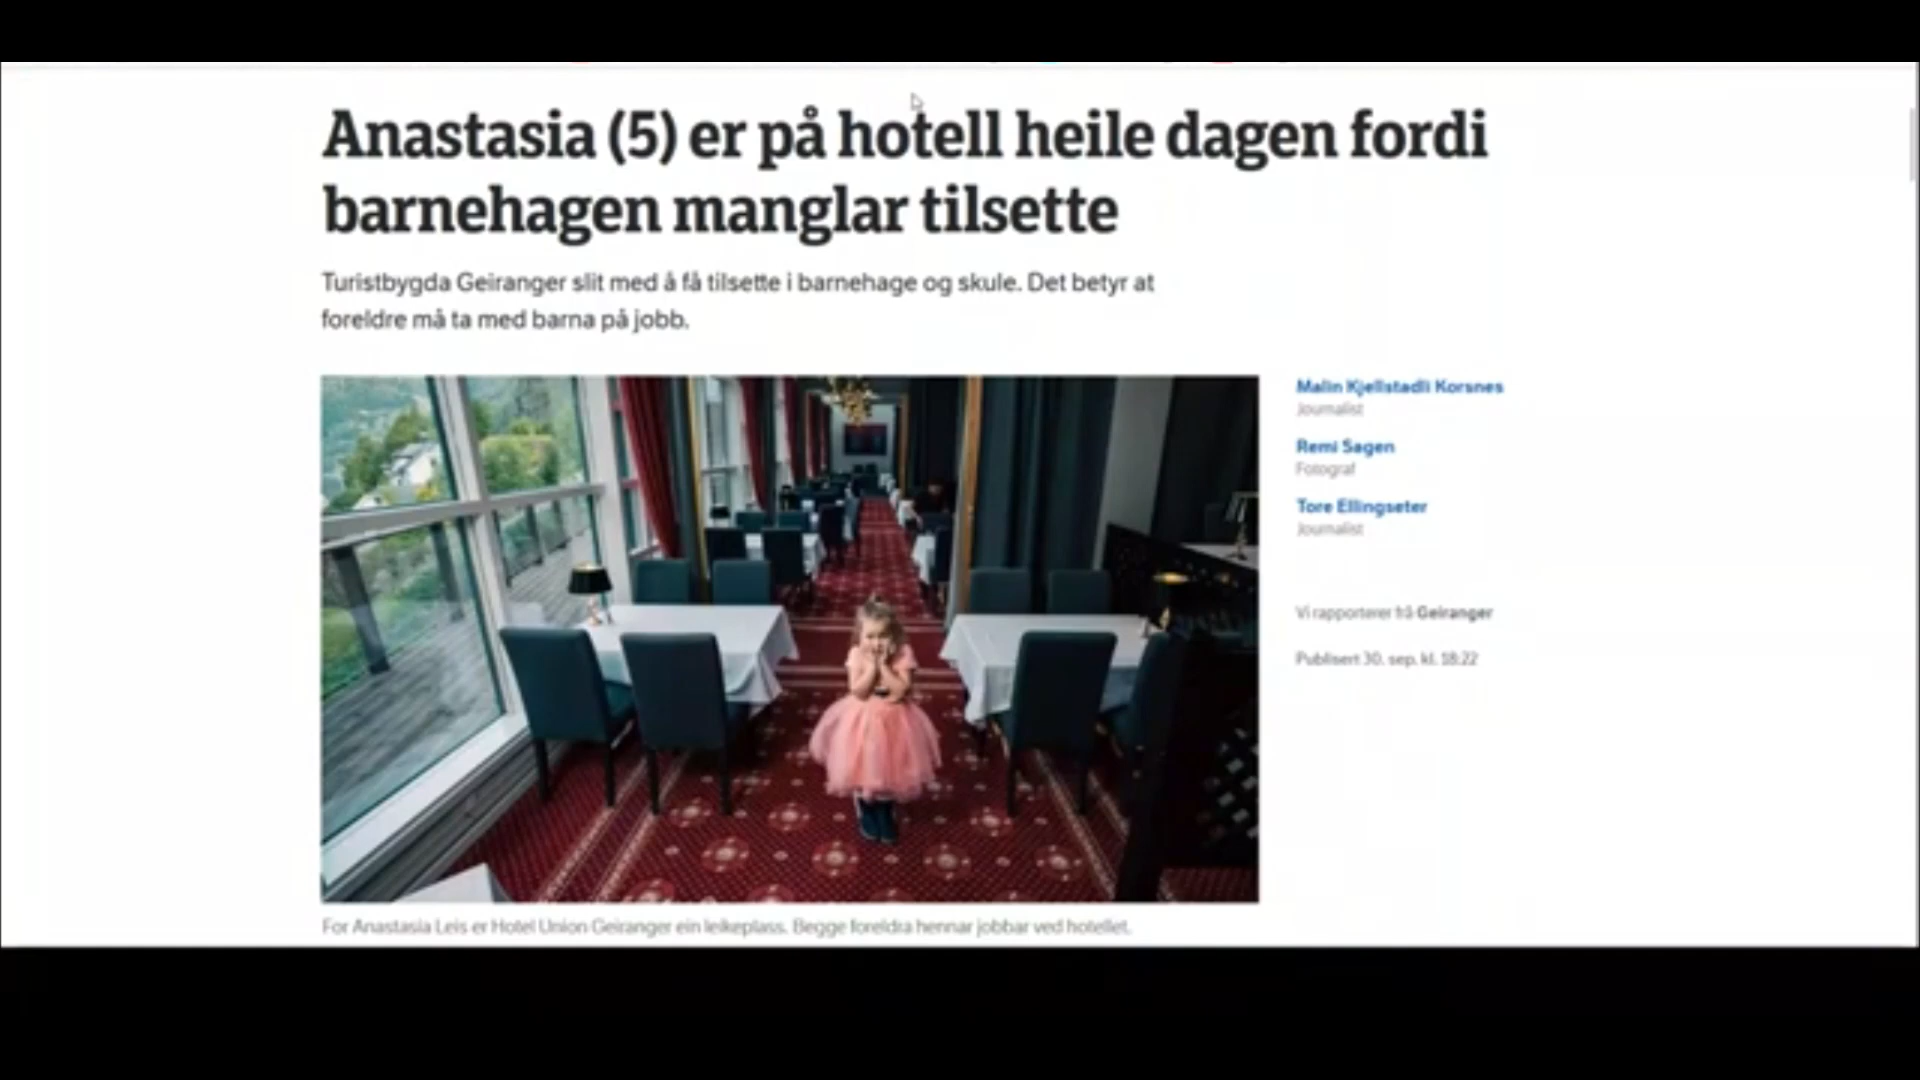 Anastasia (5) er på hotell heile dagen fordi
barnehagen manglar tilsette
Turistbygda Geiranger slit med å få tilsette i barnehage og skule. Det betyr at
foreldre må ta med barna på jobb.
Malin Kjellstadli Korsnes
Journalist
Remi Sagen
Fotograf
Tore Ellingseter
Journalist
Vi rapporterer frå Geiranger
Publisert 30. sep. kl. 18:22
For Anastasia Leis er Hotel Union Geiranger ein leikeplass. Begge foreldra hennar jobbar ved hotellet.